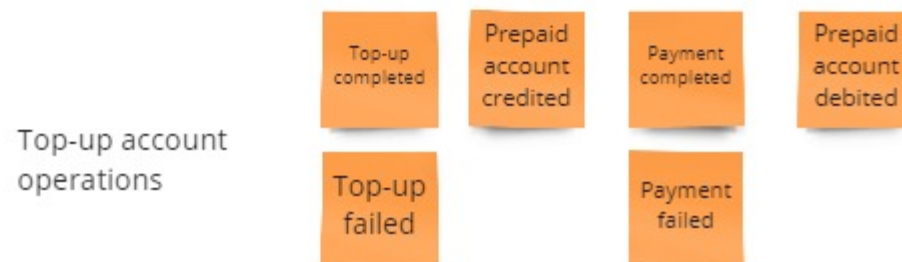 Top-up account
operations
Top-up
completed
Prepaid
account
credited
Payment
completed
Prepaid
account
debited
Top-up
failed
Payment
failed